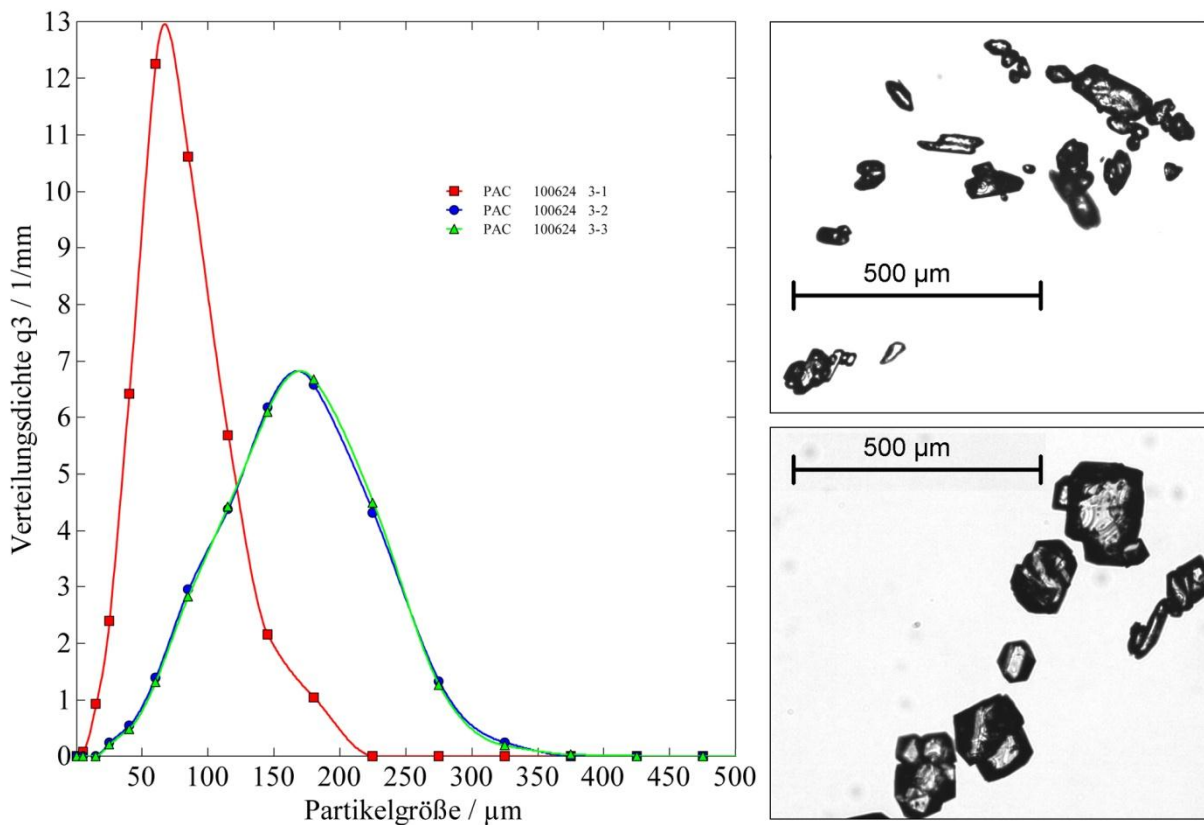 Verteilungsdichte q3 / 1/mm
13
12
11
10
9
8
7
6
5
4
3
2
1
0
PAC 100624 3-1
PAC 100624 3-2
PAC 100624 3-3
50 100 150 200 250 300 350 400 450 500
Partikelgröße / µm
500 µm
500 µm